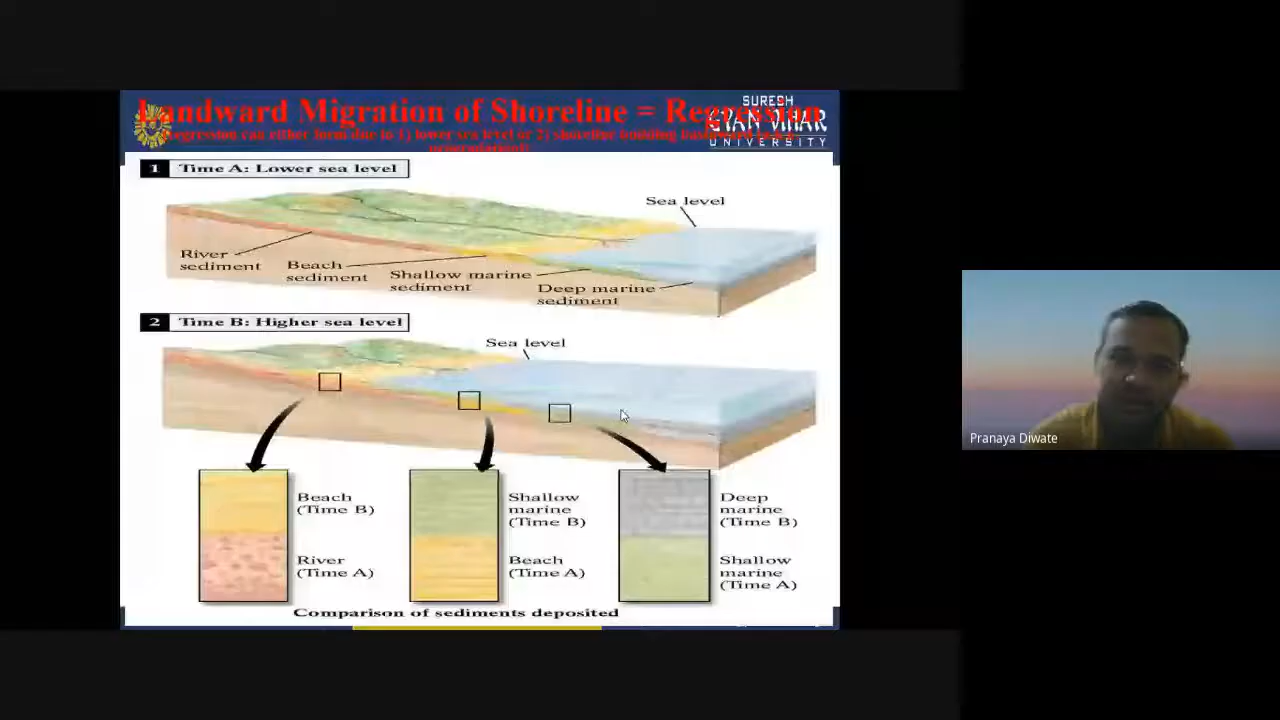 Landward Migration of Shoreline = Regression
Regression can either form due to 1) lower sea level or 2) shoreline building
SURESH
GYAN VIHAR
UNIVERSITY
1 Time A: Lower sea level
Sea level
River
sediment
Beach
sediment
Shallow marine
sediment
Deep marine
sediment
2 Time B: Higher sea level
Sea level
Beach
(Time B)
River
(Time A)
Shallow
marine
(Time B)
Beach
(Time A)
Deep
marine
(Time B)
Shallow
marine
(Time A)
Comparison of sediments deposited
Pranaya Diwate